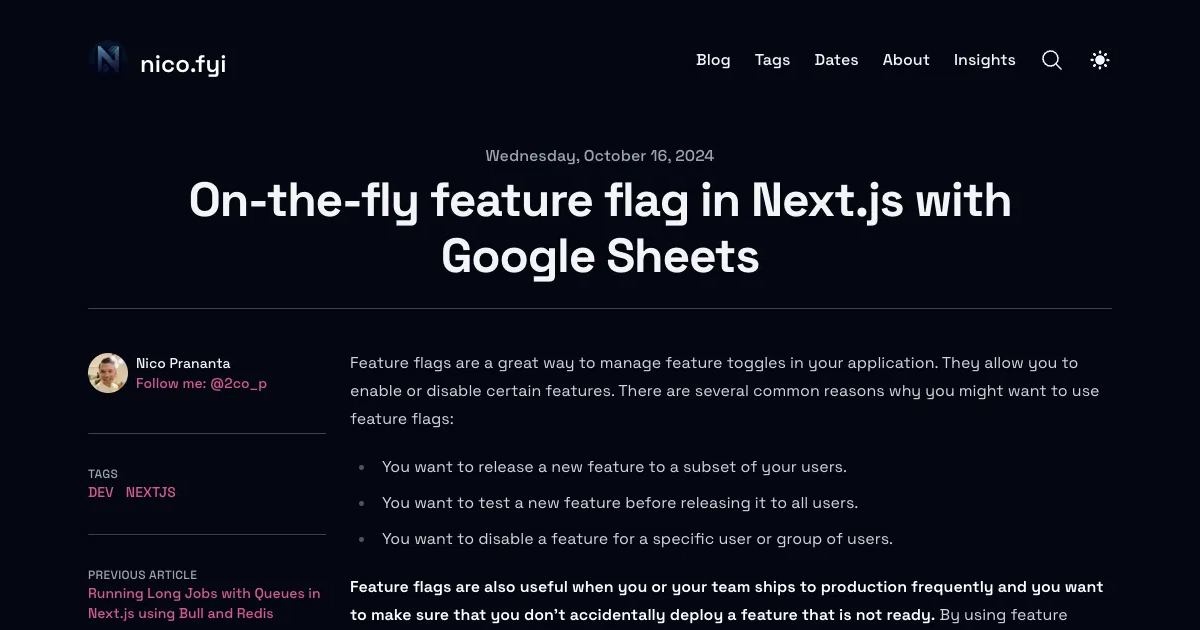 nico.fyi
Blog Tags Dates About Insights
Wednesday, October 16, 2024
On-the-fly feature flag in Next.js with
Google Sheets
Nico Prananta
Follow me: @2co_p
TAGS
DEV NEXTJS
PREVIOUS ARTICLE
Running Long Jobs with Queues in
Next.js using Bull and Redis
Feature flags are a great way to manage feature toggles in your application. They allow you to
enable or disable certain features. There are several common reasons why you might want to use
feature flags:
• You want to release a new feature to a subset of your users.
• You want to test a new feature before releasing it to all users.
• You want to disable a feature for a specific user or group of users.
Feature flags are also useful when you or your team ships to production frequently and you want
to make sure that you don't accidentally deploy a feature that is not ready. By using feature